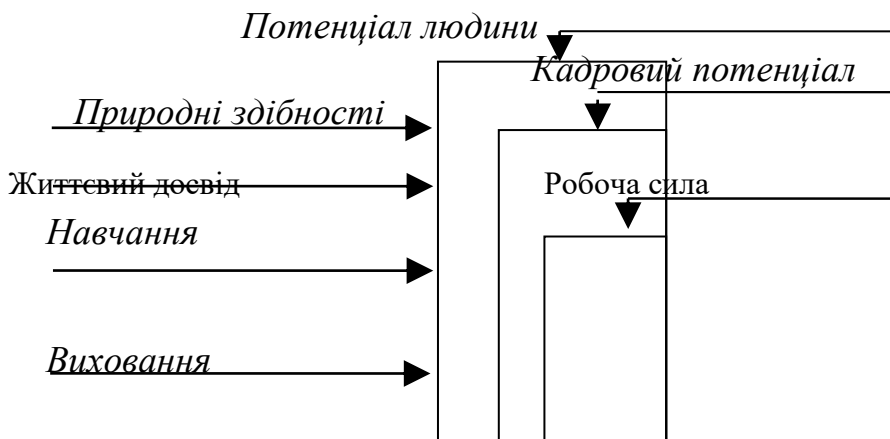 Потенціал людини
Кадровий потенціал
Природні здібності
Життєвий досвід
Робоча сила
Навчання
Виховання